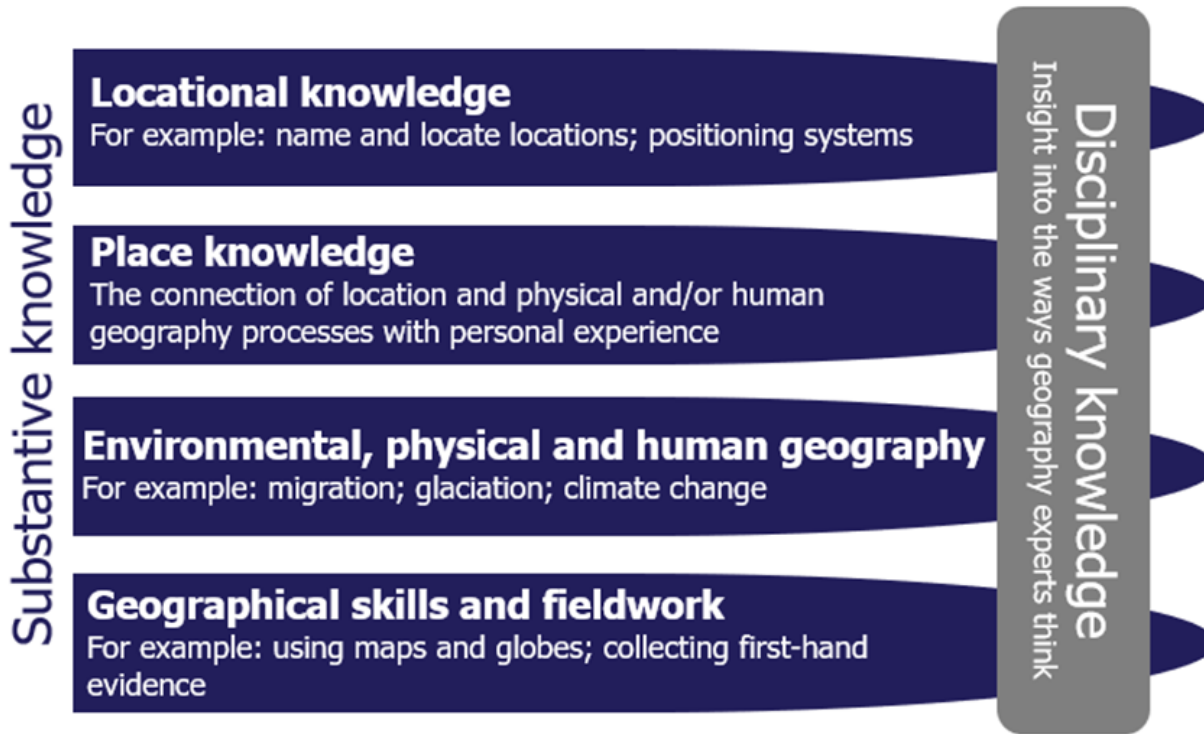 Substantive knowledge
Locational knowledge
For example: name and locate locations; positioning systems
Place knowledge
The connection of location and physical and/or human
geography processes with personal experience
Environmental, physical and human geography
For example: migration; glaciation; climate change
Geographical skills and fieldwork
For example: using maps and globes; collecting first-hand
evidence
Disciplinary knowledge
Insight into the ways geography experts think